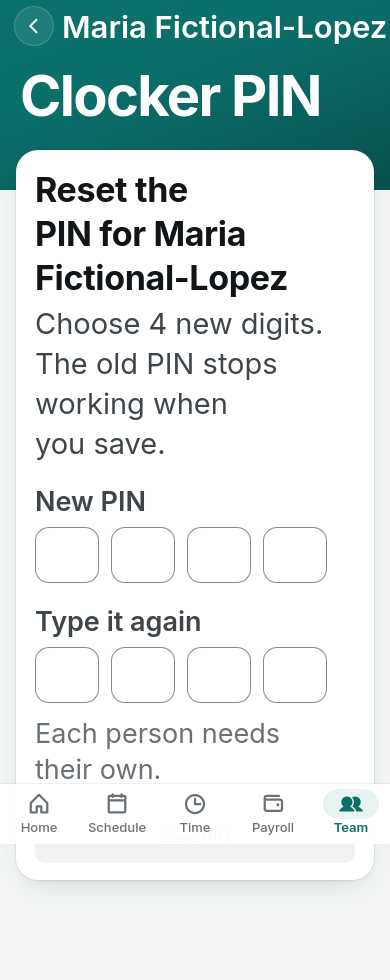 Maria Fictional-Lopez
Clocker PIN
Reset the
PIN for Maria
Fictional-Lopez
Choose 4 new digits.
The old PIN stops
working when
you save.
New PIN
Type it again
Each person needs
their own.
Home
Schedule
Time
Payroll
Team